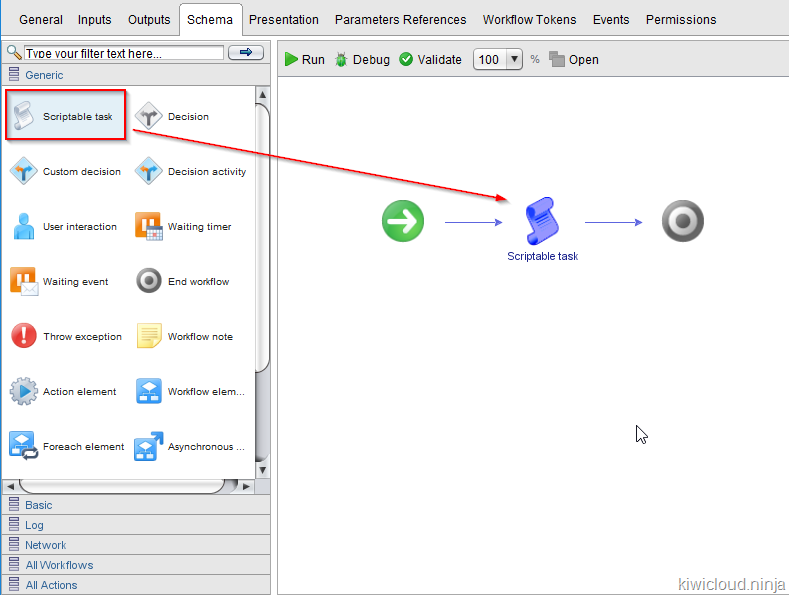 General Inputs Outputs Schema Presentation Parameters References Workflow Tokens Events Permissions
Type your filter text here...
Generic
Scriptable task Decision
Custom decision Decision activity
User interaction Waiting timer
Waiting event End workflow
Throw exception Workflow note
Action element Workflow elem...
Foreach element Asynchronous ...
Basic
Log
Network
All Workflows
All Actions
Run Debug Validate 100 % Open
Scriptable task
kiwicloud.ninja